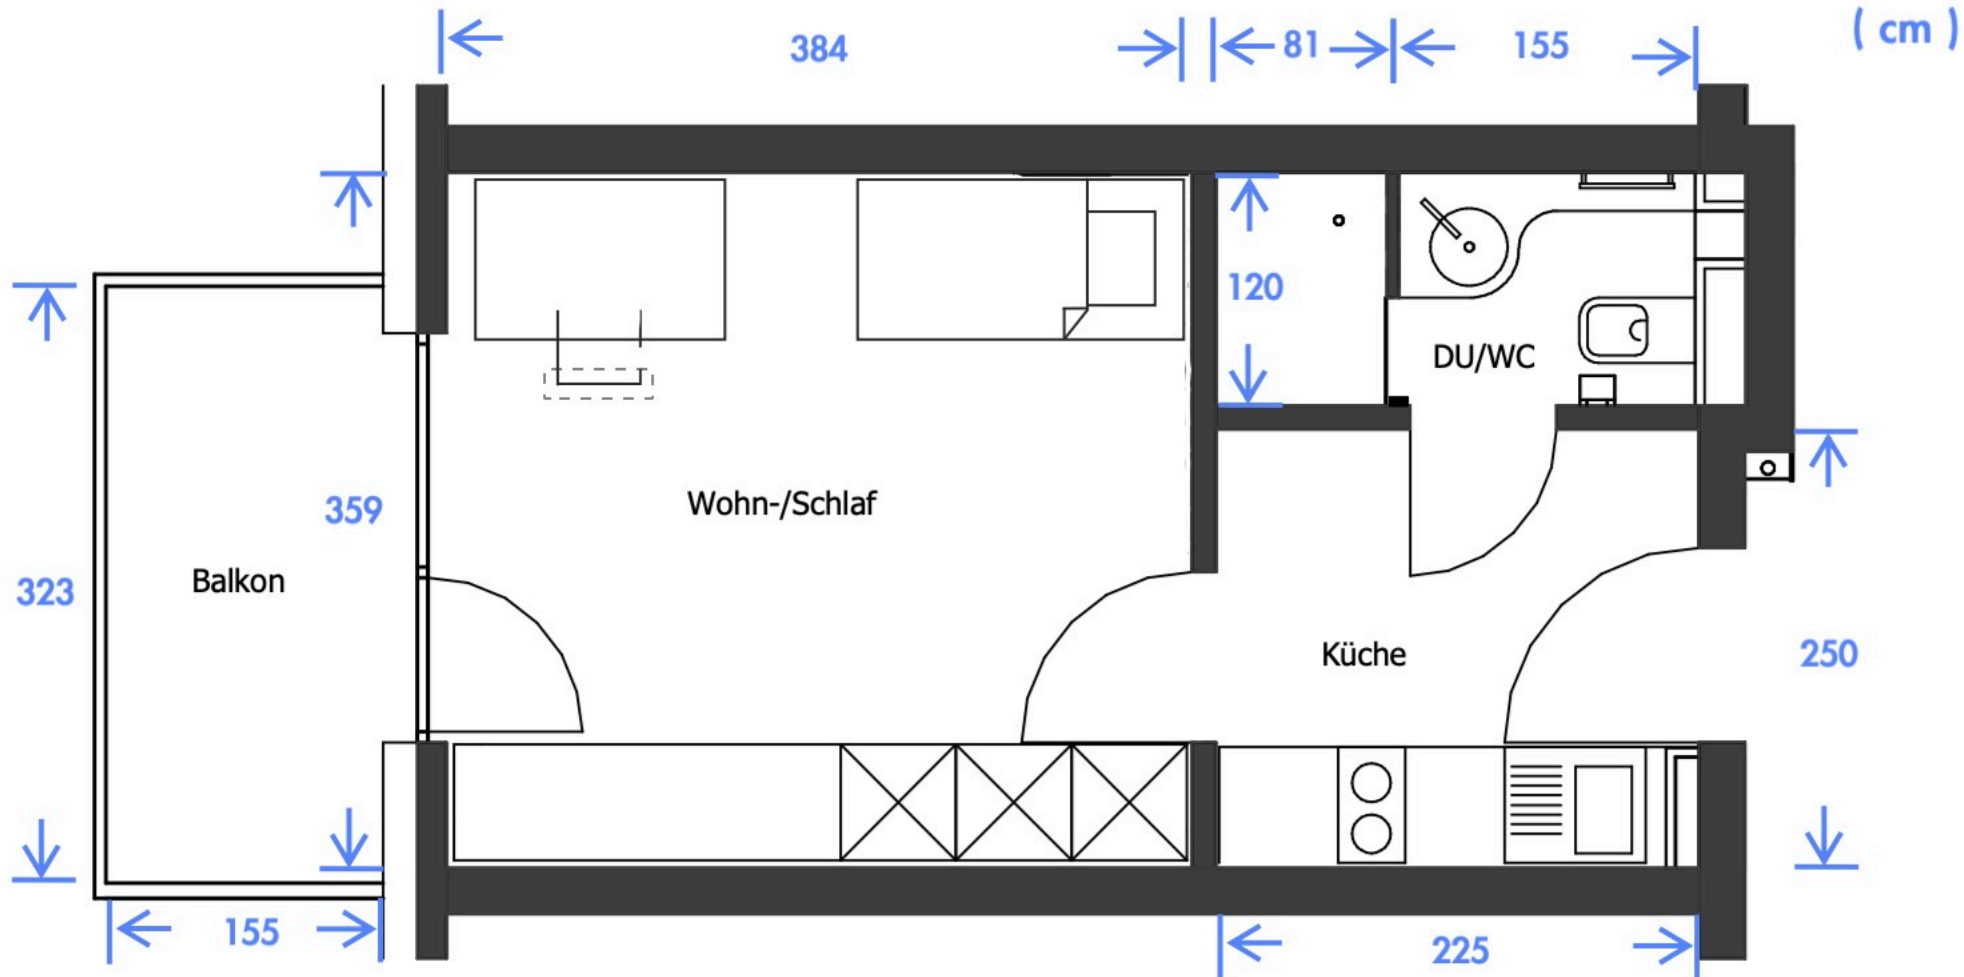 384
81
155
( cm )
120
DU/WC
359
Wohn-/Schlaf
Balkon
323
Küche
250
155
225